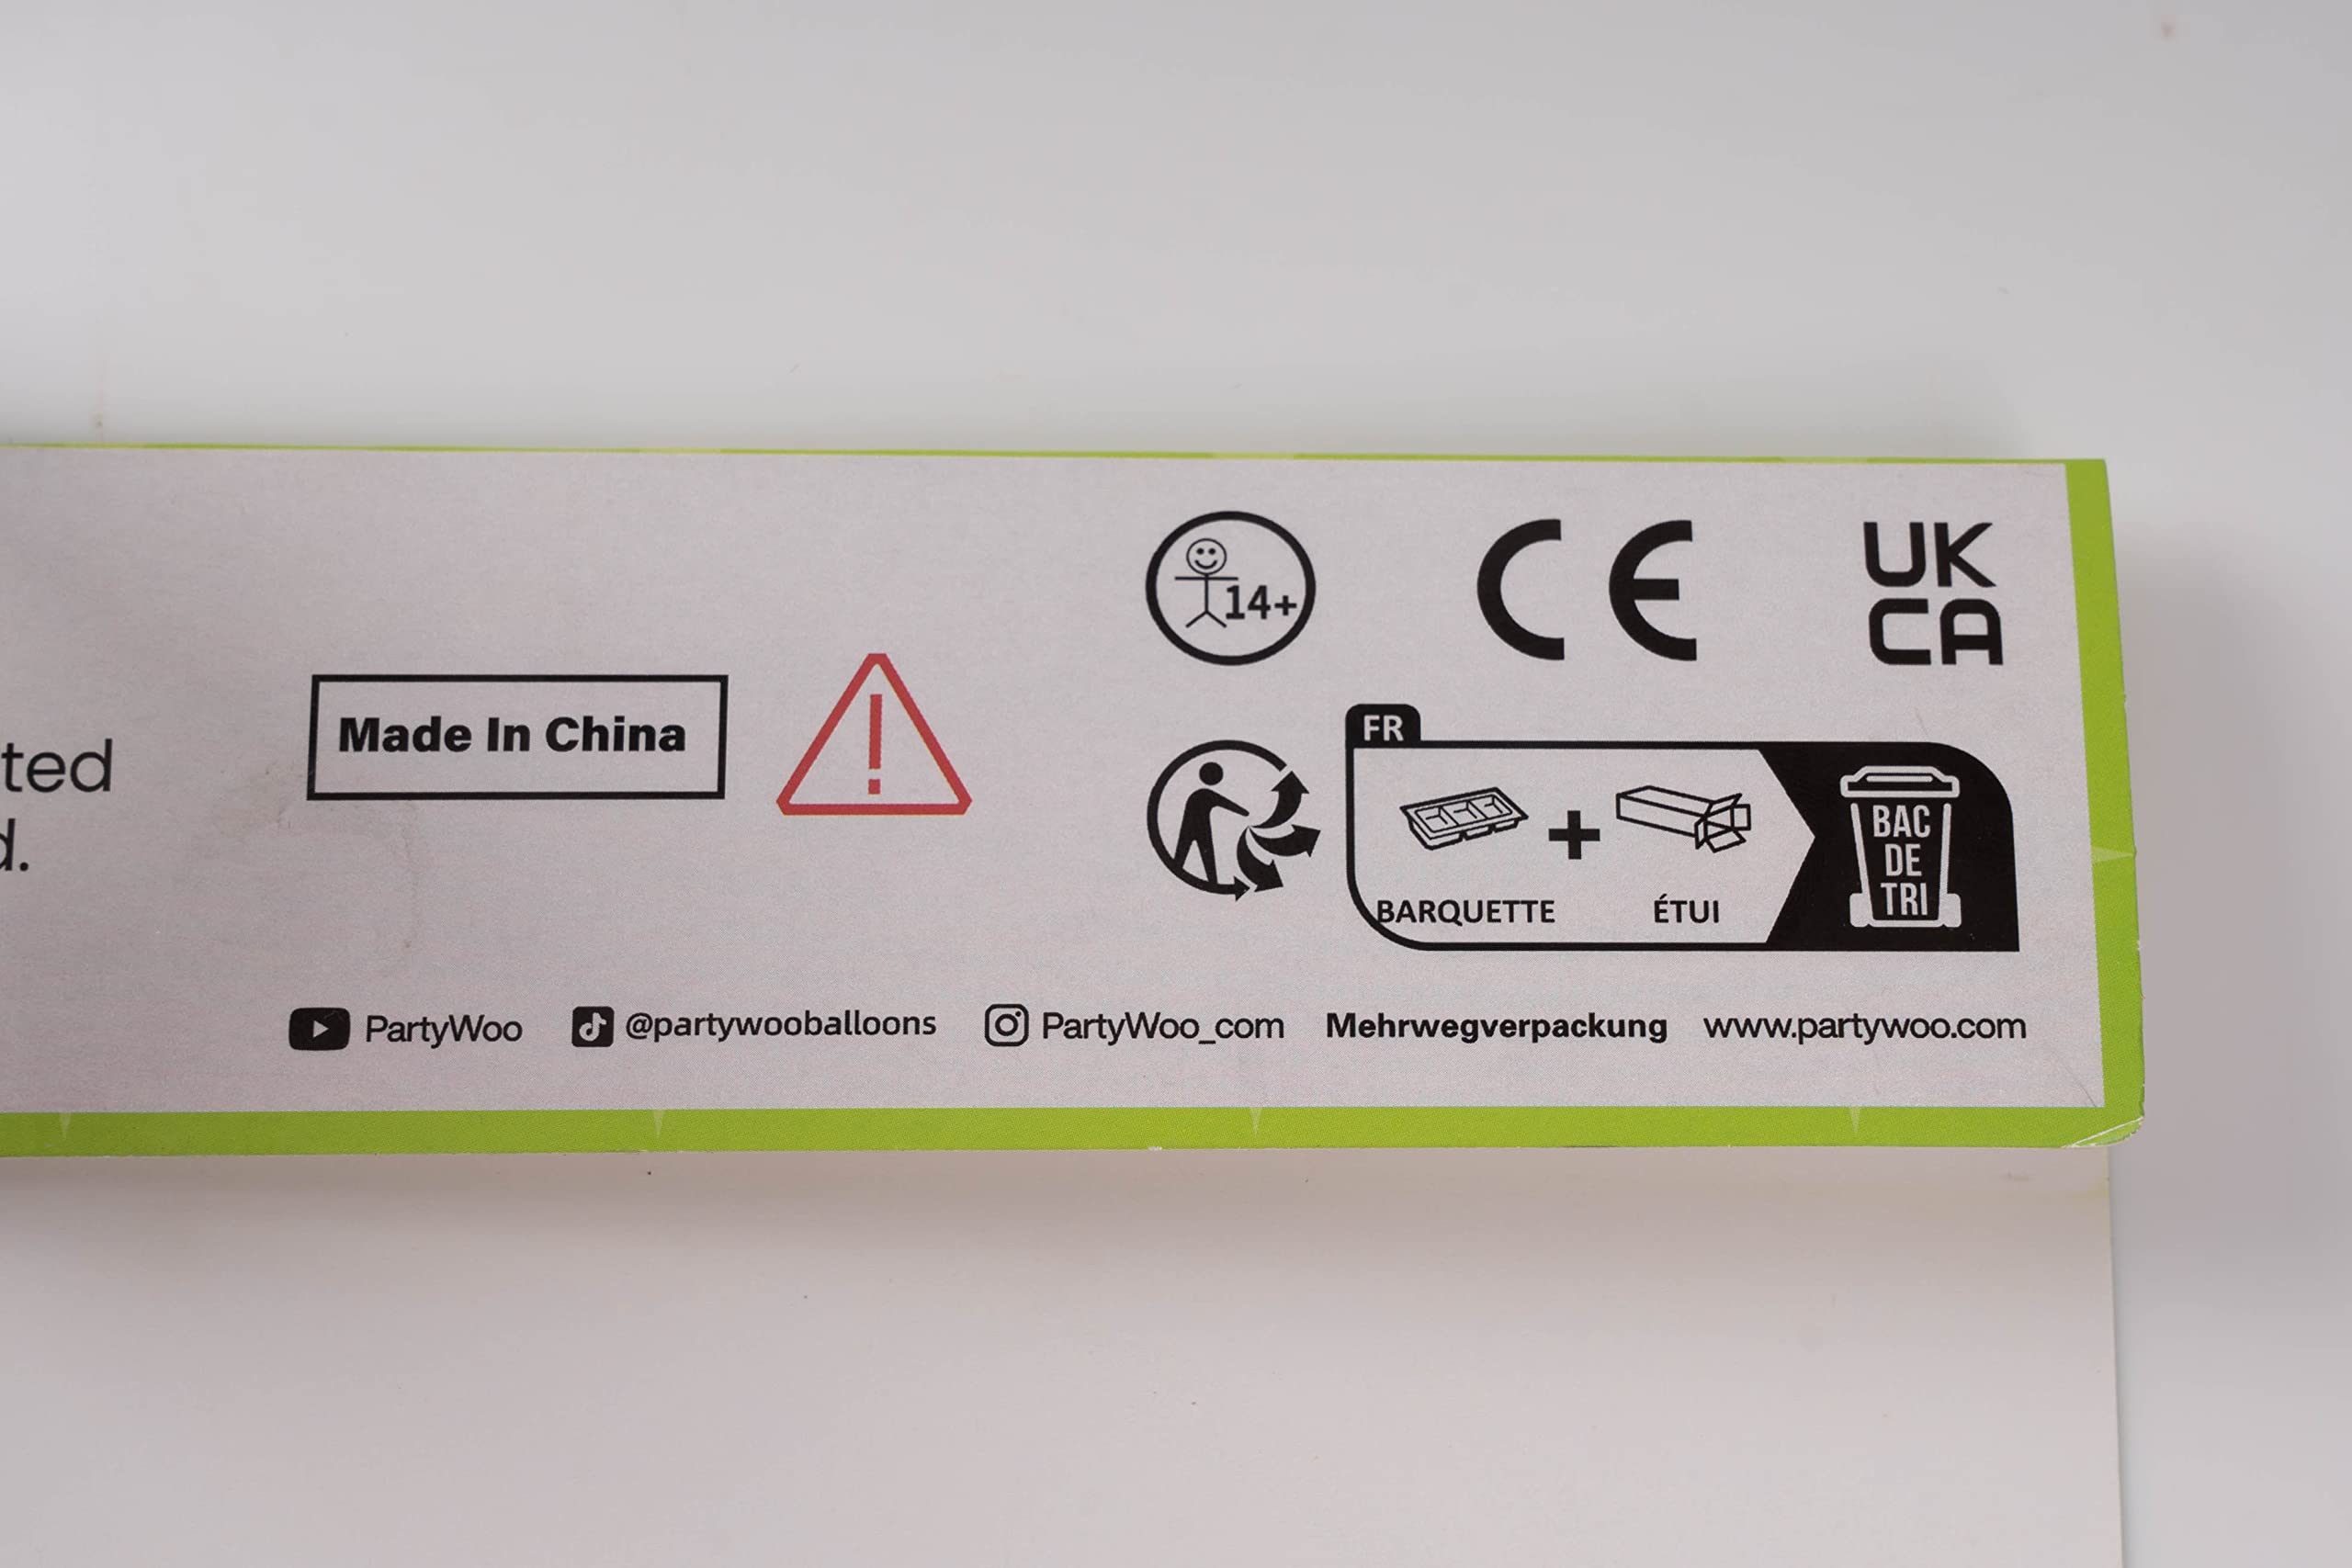 ted
d.
Made In China
14+
CE
UK
CA
FR
BARQUETTE + ÉTUI
BAC
DE
TRI
PartyWoo @partywooballoons PartyWoo_com Mehrwegverpackung www.partywoo.com